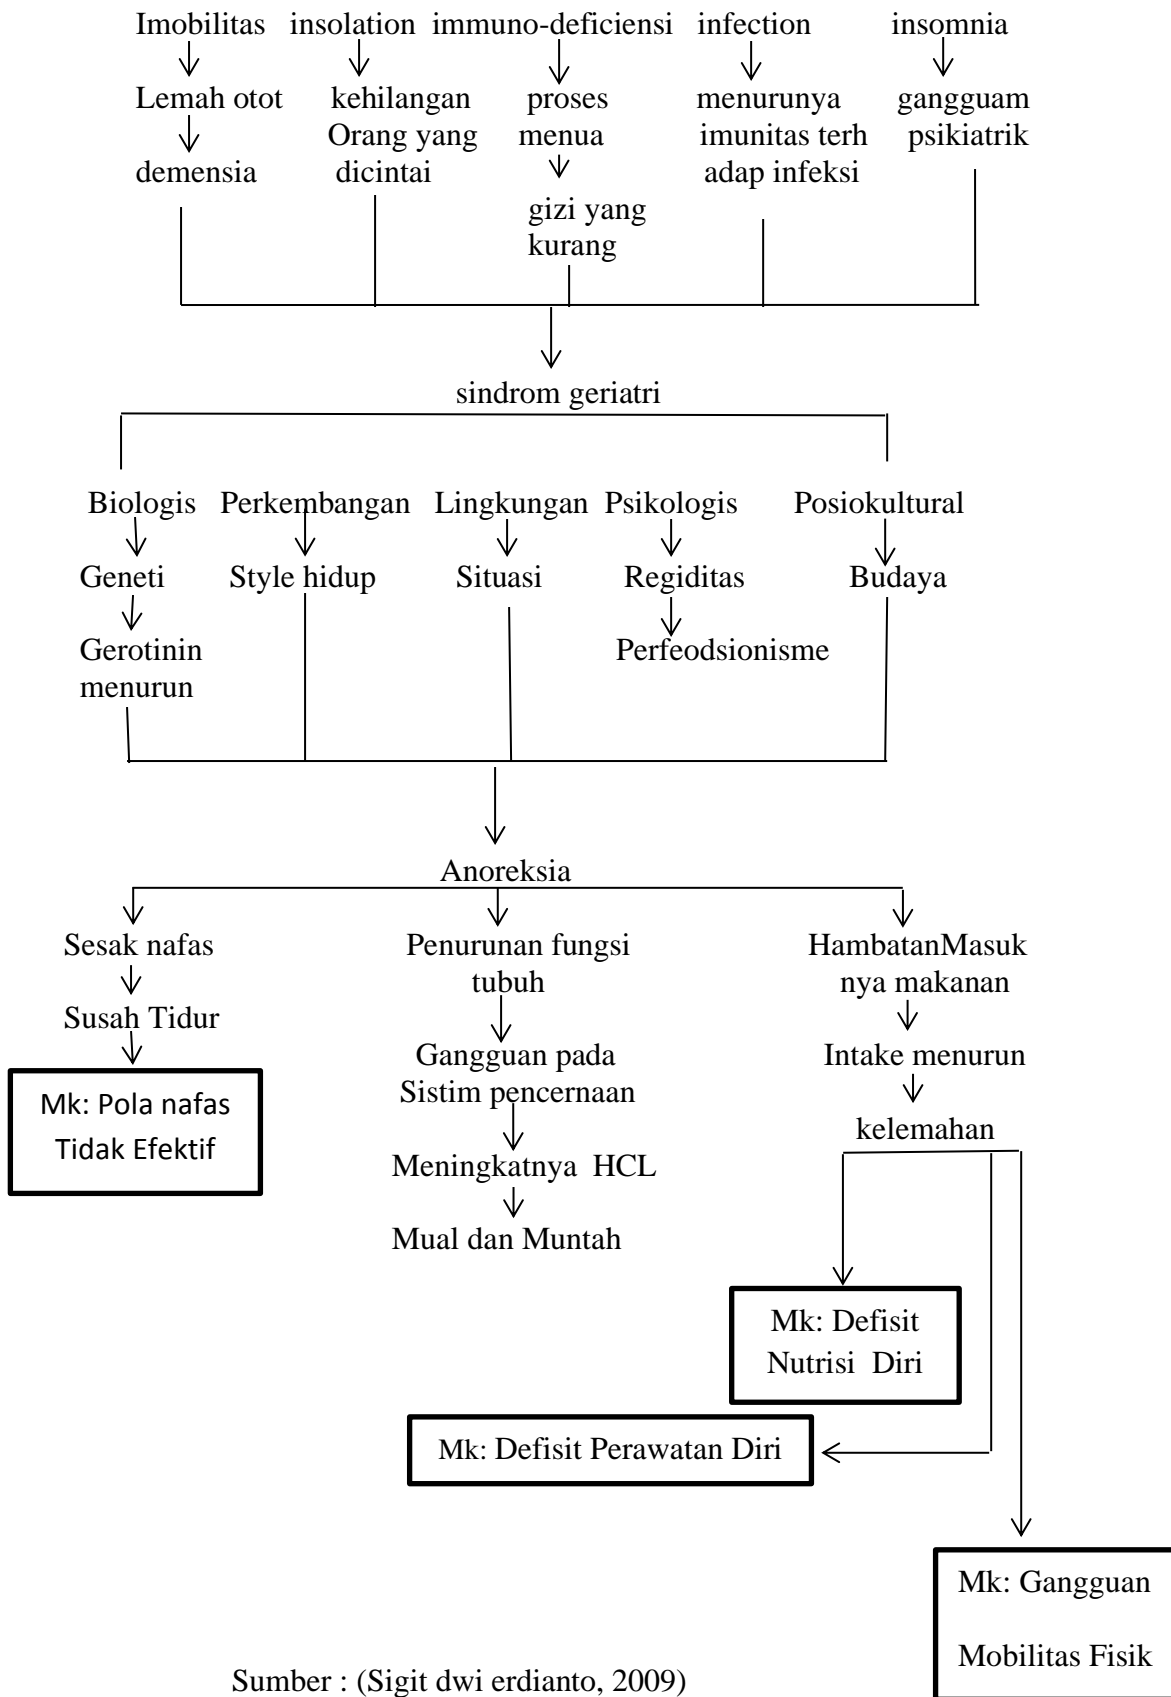 Imobilitas insolation immuno-deficiensi infection insomnia
Lemah otot kehilangan proses menurunya gangguam
Orang yang menua imunitas terh psikiatrik
demensia dicintai adap infeksi
gizi yang
kurang
sindrom geriatri
Biologis Perkembangan Lingkungan Psikologis Posiokultural
Geneti Style hidup Situasi Regiditas Budaya
Gerotinin Perfeodsionisme
menurun
Anoreksia
Sesak nafas Penurunan fungsi HambatanMasuk
tubuh nya makanan
Susah Tidur
Gangguan pada Intake menurun
Sistim pencernaan
Mk: Pola nafas
Tidak Efektif
kelemahan
Meningkatnya HCL
Mual dan Muntah
Mk: Defisit
Nutrisi Diri
Mk: Defisit Perawatan Diri
Mk: Gangguan
Mobilitas Fisik
Sumber : (Sigit dwi erdianto, 2009)